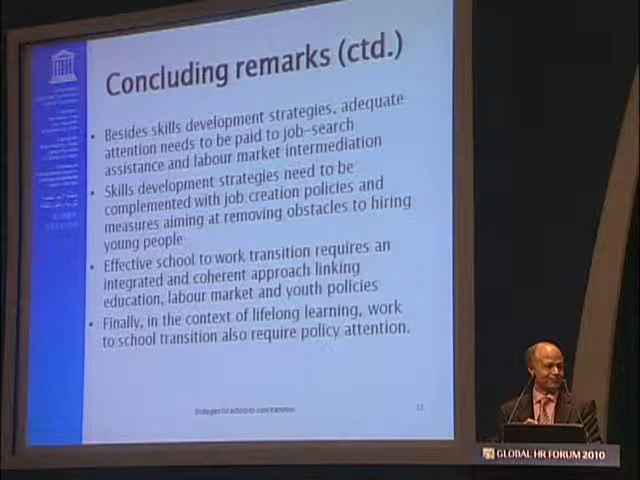 Concluding remarks (ctd.)
• Besides skills development strategies, adequate
attention needs to be paid to job-search
assistance and labour market intermediation
• Skills development strategies need to be
complemented with job creation policies and
measures aiming at removing obstacles to hiring
young people
• Effective school to work transition requires an
integrated and coherent approach linking
education, labour market and youth policies
• Finally, in the context of lifelong learning, work
to school transition also require policy attention.
Strategies for school-to-work transition
GLOBAL HR FORUM 2010